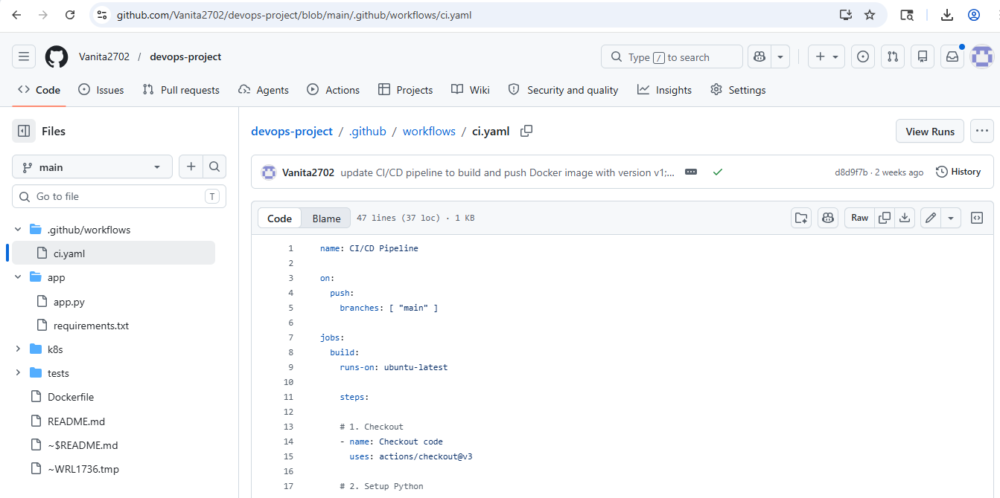 github.com/Vanita2702/devops-project/blob/main/.github/workflows/ci.yaml
Vanita2702 / devops-project
Type / to search
Code Issues Pull requests Agents Actions Projects Wiki Security and quality Insights Settings
Files
main
Go to file T
.github/workflows
ci.yaml
app
app.py
requirements.txt
k8s
tests
Dockerfile
README.md
~$README.md
~WRL1736.tmp
devops-project / .github / workflows / ci.yaml
View Runs
Vanita2702 update CI/CD pipeline to build and push Docker image with version v1;... d8d9f7b · 2 weeks ago History
Code Blame 47 lines (37 loc) · 1 KB Raw
1 name: CI/CD Pipeline
2
3 on:
4 push:
5 branches: [ "main" ]
6
7 jobs:
8 build:
9 runs-on: ubuntu-latest
10
11 steps:
12
13 # 1. Checkout
14 - name: Checkout code
15 uses: actions/checkout@v3
16
17 # 2. Setup Python